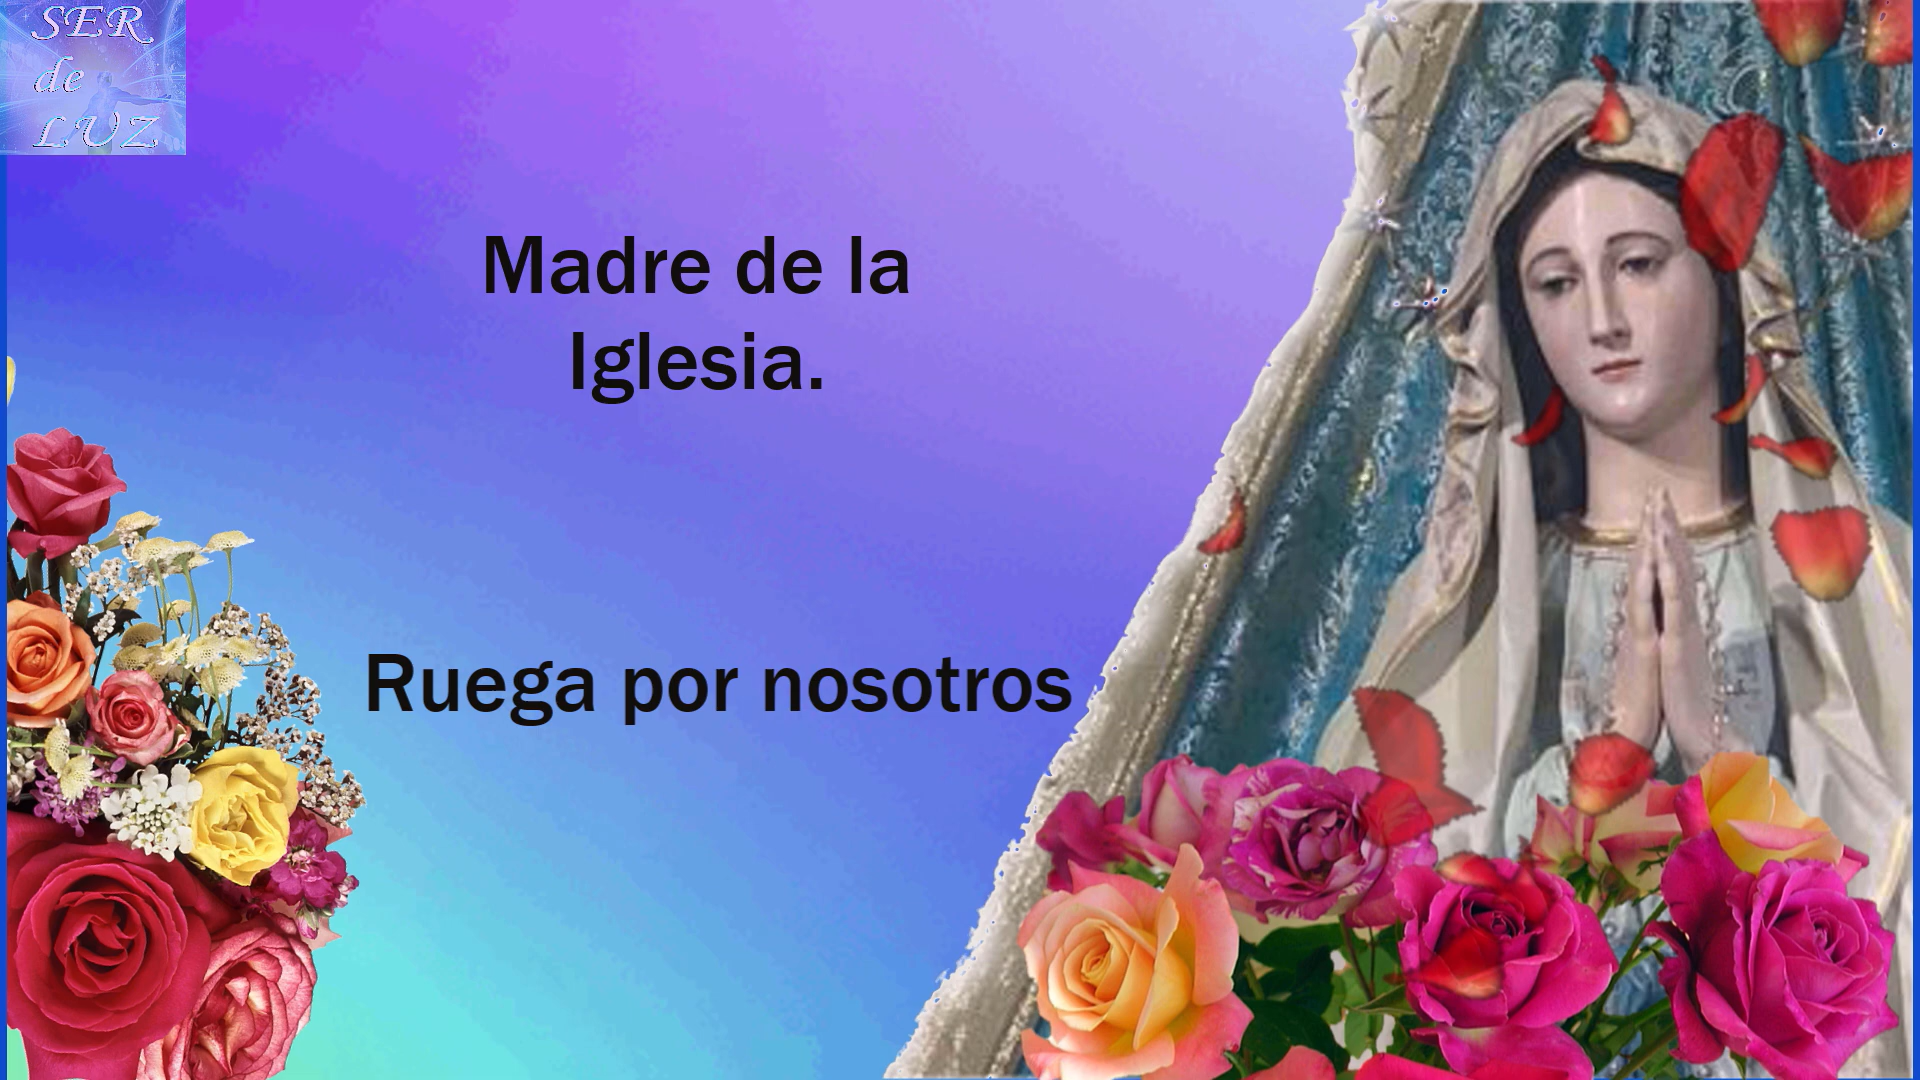 SER
de
LUZ
Madre de la
Iglesia.
Ruega por nosotros